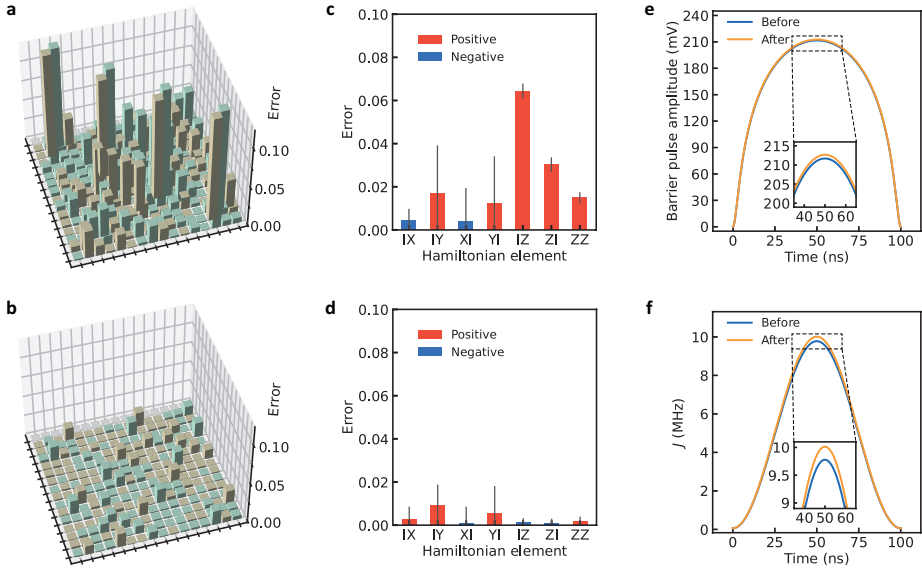 a
Error
0.10
0.05
0.00
b
Error
0.10
0.05
0.00
c
0.10
0.08
0.06
0.04
0.02
0.00
Error
Positive
Negative
IX IY XI YI IZ ZI ZZ
Hamiltonian element
d
0.10
0.08
0.06
0.04
0.02
0.00
Error
Positive
Negative
IX IY XI YI IZ ZI ZZ
Hamiltonian element
e
Before
After
Barrier pulse amplitude (mV)
240
210
180
150
120
90
60
30
0
215
210
205
200
40 50 60
0 25 50 75 100
Time (ns)
f
Before
After
J (MHz)
10
8
6
4
2
0
10
9.5
9
40 50 60
0 25 50 75 100
Time (ns)